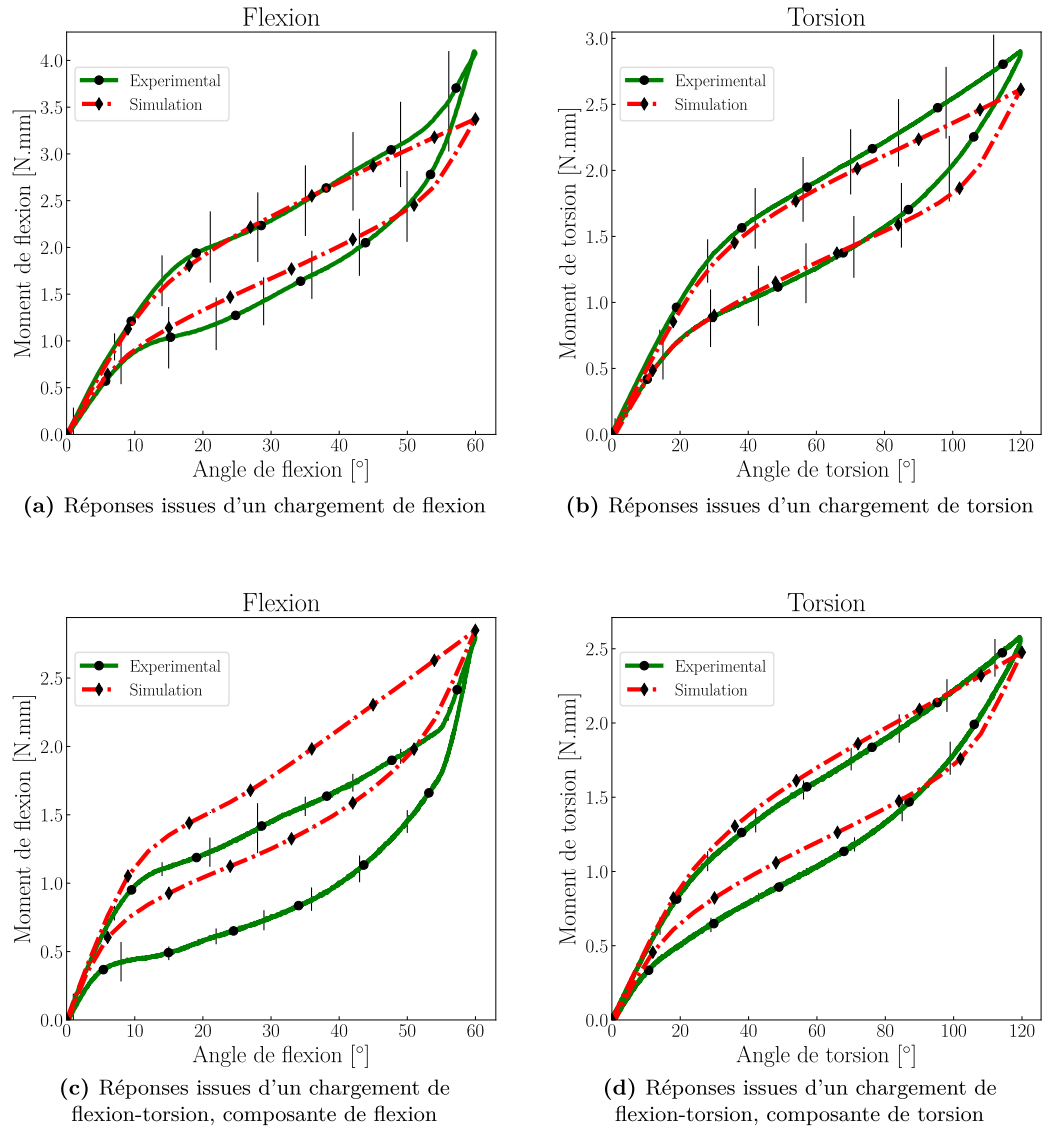 Flexion
Moment de flexion [N.mm]
4.0
3.5
3.0
2.5
2.0
1.5
1.0
0.5
0.0
Experimental
Simulation
0 10 20 30 40 50 60
Angle de flexion [°]
(a) Réponses issues d'un chargement de flexion
Torsion
Moment de torsion [N.mm]
3.0
2.5
2.0
1.5
1.0
0.5
0.0
Experimental
Simulation
0 20 40 60 80 100 120
Angle de torsion [°]
(b) Réponses issues d'un chargement de torsion
Flexion
Moment de flexion [N.mm]
2.5
2.0
1.5
1.0
0.5
0.0
Experimental
Simulation
0 10 20 30 40 50 60
Angle de flexion [°]
(c) Réponses issues d'un chargement de
flexion-torsion, composante de flexion
Torsion
Moment de torsion [N.mm]
2.5
2.0
1.5
1.0
0.5
0.0
Experimental
Simulation
0 20 40 60 80 100 120
Angle de torsion [°]
(d) Réponses issues d'un chargement de
flexion-torsion, composante de torsion